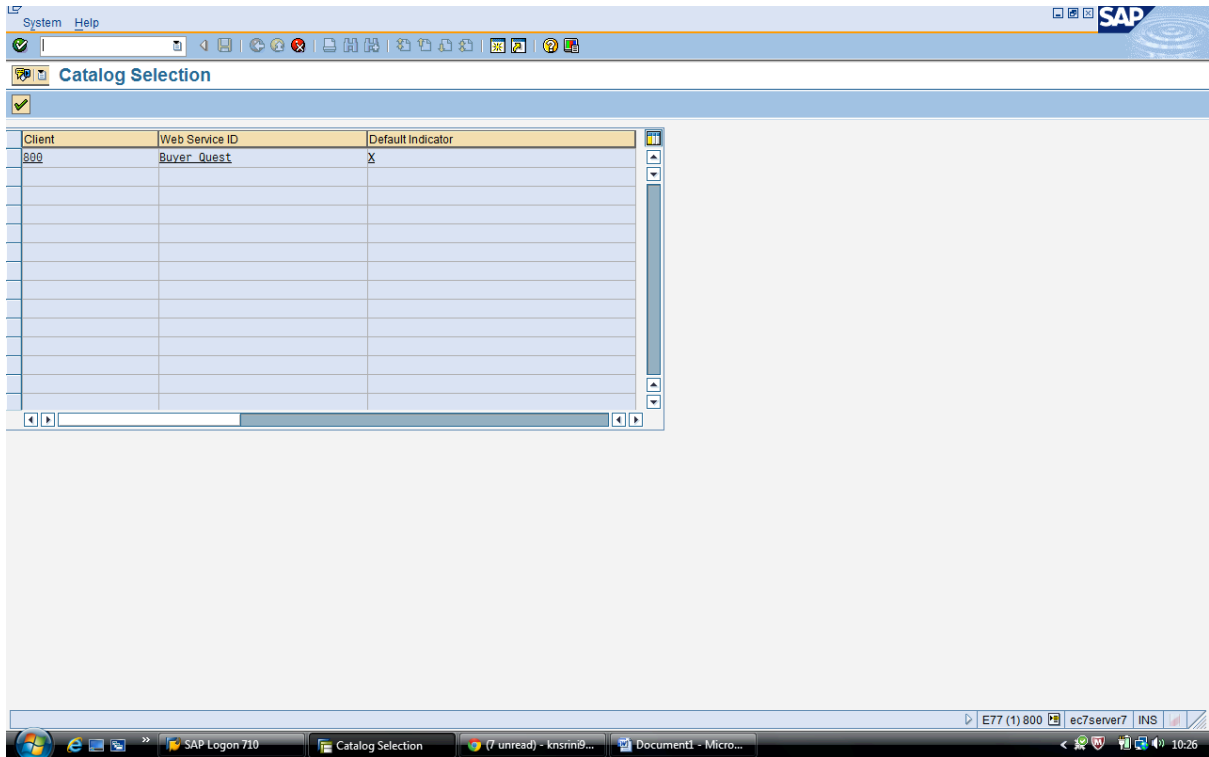 System Help
SAP
Catalog Selection
Client Web Service ID Default Indicator
800 Buyer Quest X
E77 (1) 800 ec7server7 INS
SAP Logon 710 Catalog Selection (7 unread) - knsrini9... Document1 - Micro... 10:26